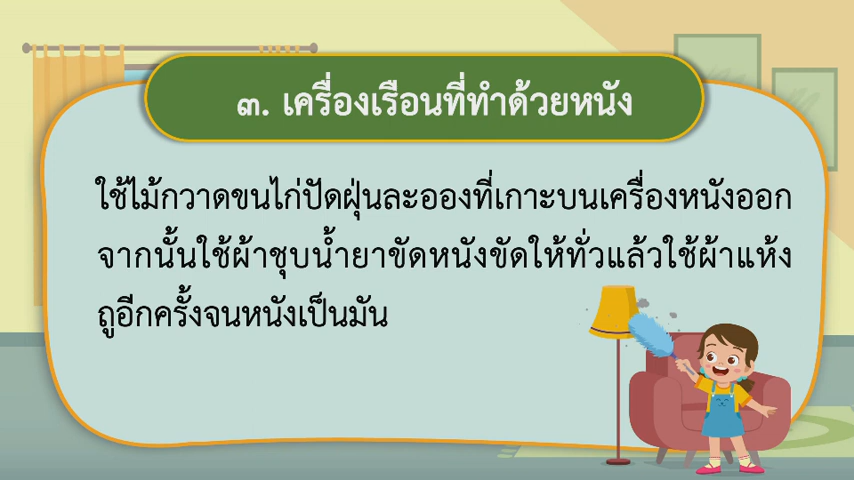 ๓. เครื่องเรือนที่ทำด้วยหนัง
ใช้ไม้กวาดขนไก่ปัดฝุ่นละอองที่เกาะบนเครื่องหนังออก
จากนั้นใช้ผ้าชุบน้ำยาขัดหนังขัดให้ทั่วแล้วใช้ผ้าแห้ง
ถูอีกครั้งจนหนังเป็นมัน